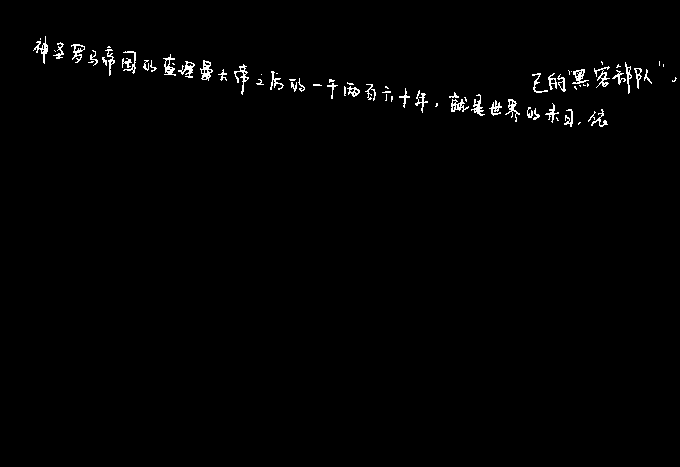 神圣罗马帝国的查理曼大帝之后的一千两百六十年，就是世界的末日．依
己的“黑客部队”．